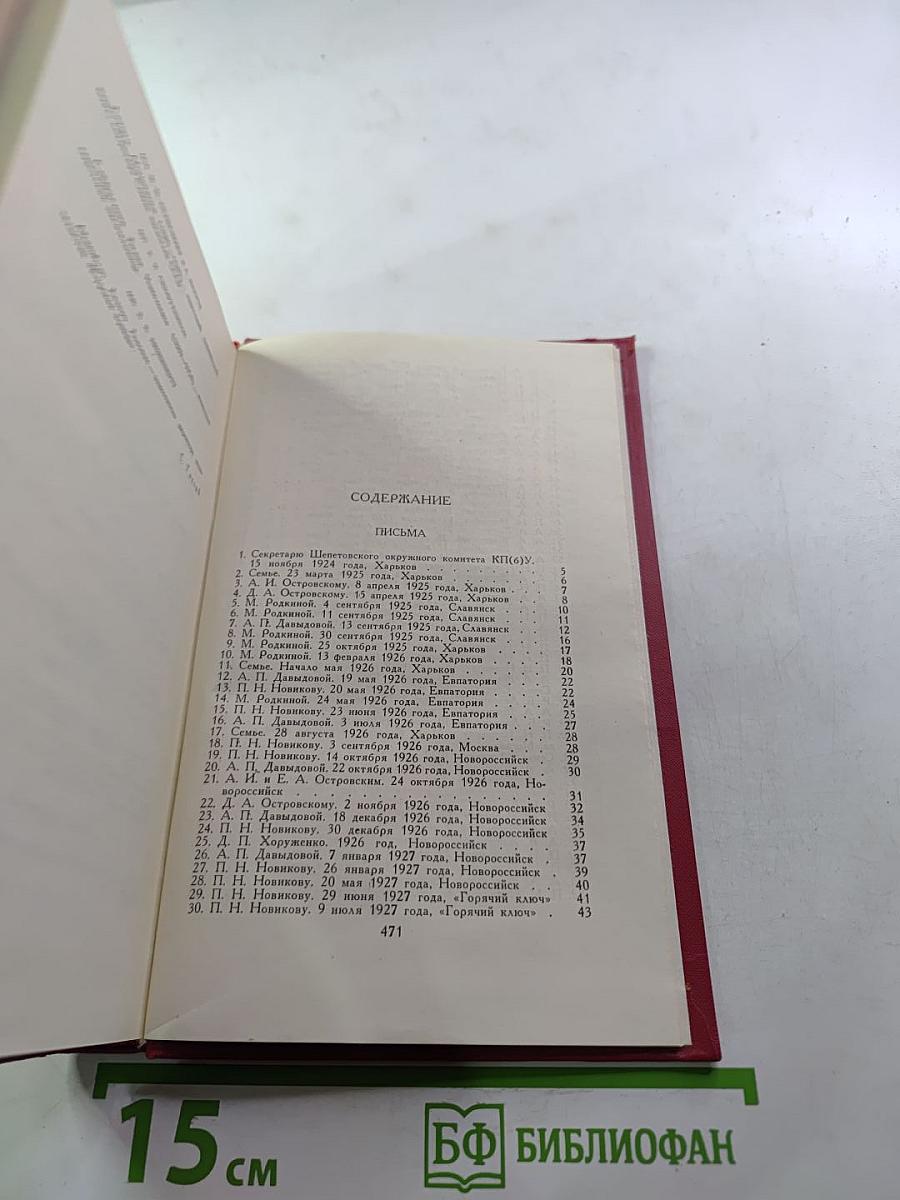 СОДЕРЖАНИЕ
ПИСЬМА
1. Секретарю Шепетовского окружного комитета КП(б)У.
15 ноября 1924 года, Харьков . . . . . . . . . 5
2. Семье. 23 марта 1925 года, Харьков . . . . . . . 6
3. А. И. Островскому. 8 апреля 1925 года, Харьков . . . 7
4. Д. А. Островскому. 15 апреля 1925 года, Харьков . . 8
5. М. Родкиной. 4 сентября 1925 года, Славянск . . . 10
6. М. Родкиной. 11 сентября 1925 года, Славянск . . . 11
7. А. П. Давыдовой. 13 сентября 1925 года, Славянск . . 12
8. М. Родкиной. 30 сентября 1925 года, Славянск . . . 16
9. М. Родкиной. 25 октября 1925 года, Харьков . . . . 17
10. М. Родкиной. 13 февраля 1926 года, Харьков . . . . 18
11. Семье. Начало мая 1926 года, Харьков . . . . . . 20
12. А. П. Давыдовой. 19 мая 1926 года, Евпатория . . . 22
13. П. Н. Новикову. 20 мая 1926 года, Евпатория . . . 22
14. М. Родкиной. 24 мая 1926 года, Евпатория . . . . 24
15. П. Н. Новикову. 23 июня 1926 года, Евпатория . . . 25
16. А. П. Давыдовой. 3 июля 1926 года, Евпатория . . . 27
17. Семье. 28 августа 1926 года, Харьков . . . . . . 28
18. П. Н. Новикову. 3 сентября 1926 года, Москва . . . 28
19. П. Н. Новикову. 14 октября 1926 года, Новороссийск . 29
20. А. П. Давыдовой. 22 октября 1926 года, Новороссийск . 30
21. А. И. и Е. А. Островским. 24 октября 1926 года, Но-
вороссийск . . . . . . . . . . . . . . . . 31
22. Д. А. Островскому. 2 ноября 1926 года, Новороссийск 32
23. А. П. Давыдовой. 18 декабря 1926 года, Новороссийск 34
24. П. Н. Новикову. 30 декабря 1926 года, Новороссийск 35
25. Д. П. Хоруженко. 1926 год, Новороссийск . . . . 37
26. А. П. Давыдовой. 7 января 1927 года, Новороссийск . 37
27. П. Н. Новикову. 26 января 1927 года, Новороссийск . 39
28. П. Н. Новикову. 20 мая 1927 года, Новороссийск . . 40
29. П. Н. Новикову. 29 июня 1927 года, «Горячий ключ» 41
30. П. Н. Новикову. 9 июля 1927 года, «Горячий ключ» . 43
471
15 см
БФ БИБЛИОФАН